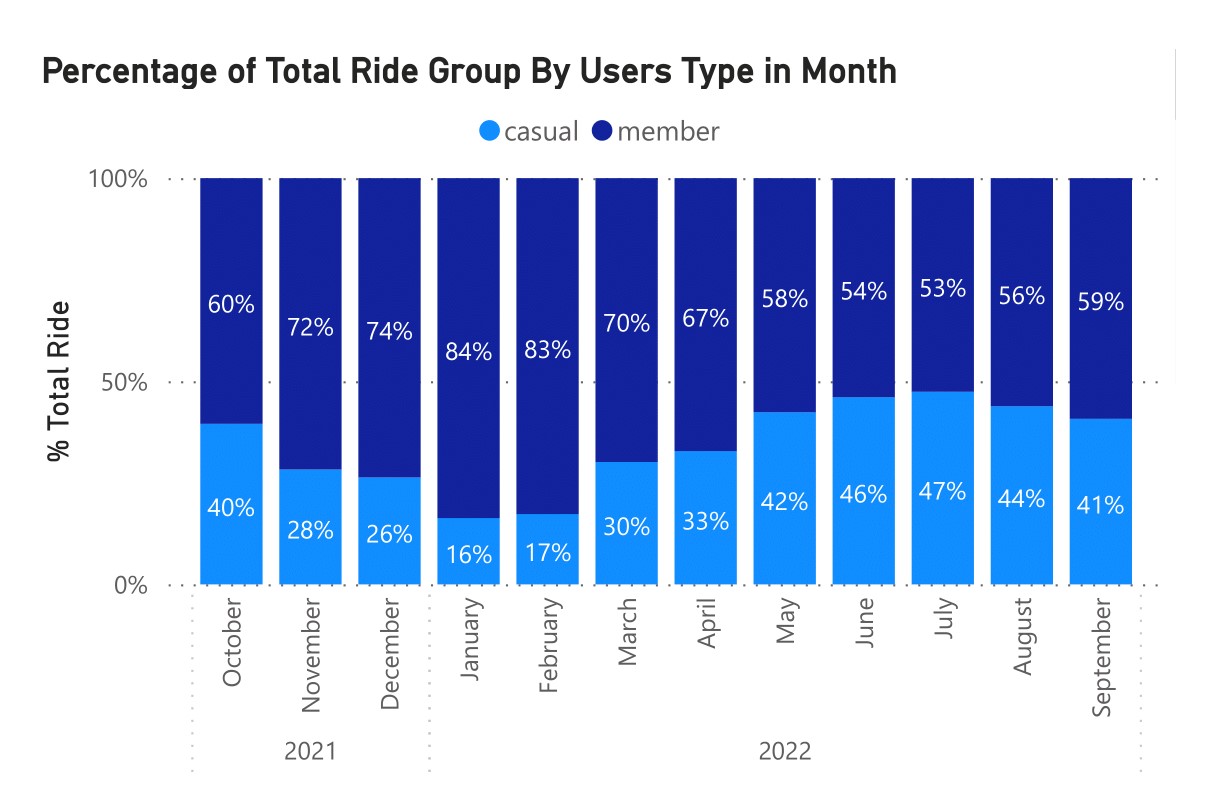 Percentage of Total Ride Group By Users Type in Month
casual member
100%
50%
0%
% Total Ride
60% 72% 74% 84% 83% 70% 67% 58% 54% 53% 56% 59%
40% 28% 26% 16% 17% 30% 33% 42% 46% 47% 44% 41%
October November December January February March April May June July August September
2021 2022